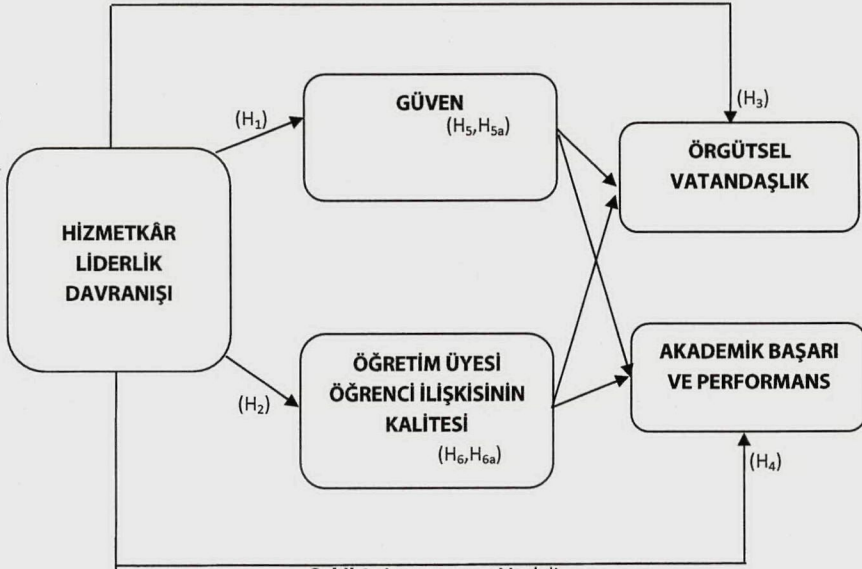 (H₁)
GÜVEN
(H₅,H₅ₐ)
(H₃)
ÖRGÜTSEL
VATANDAŞLIK
HİZMETKÂR
LİDERLİK
DAVRANIŞI
(H₂)
ÖĞRETİM ÜYESİ
ÖĞRENCİ İLİŞKİSİNİN
KALİTESİ
(H₆,H₆ₐ)
AKADEMİK BAŞARI
VE PERFORMANS
(H₄)